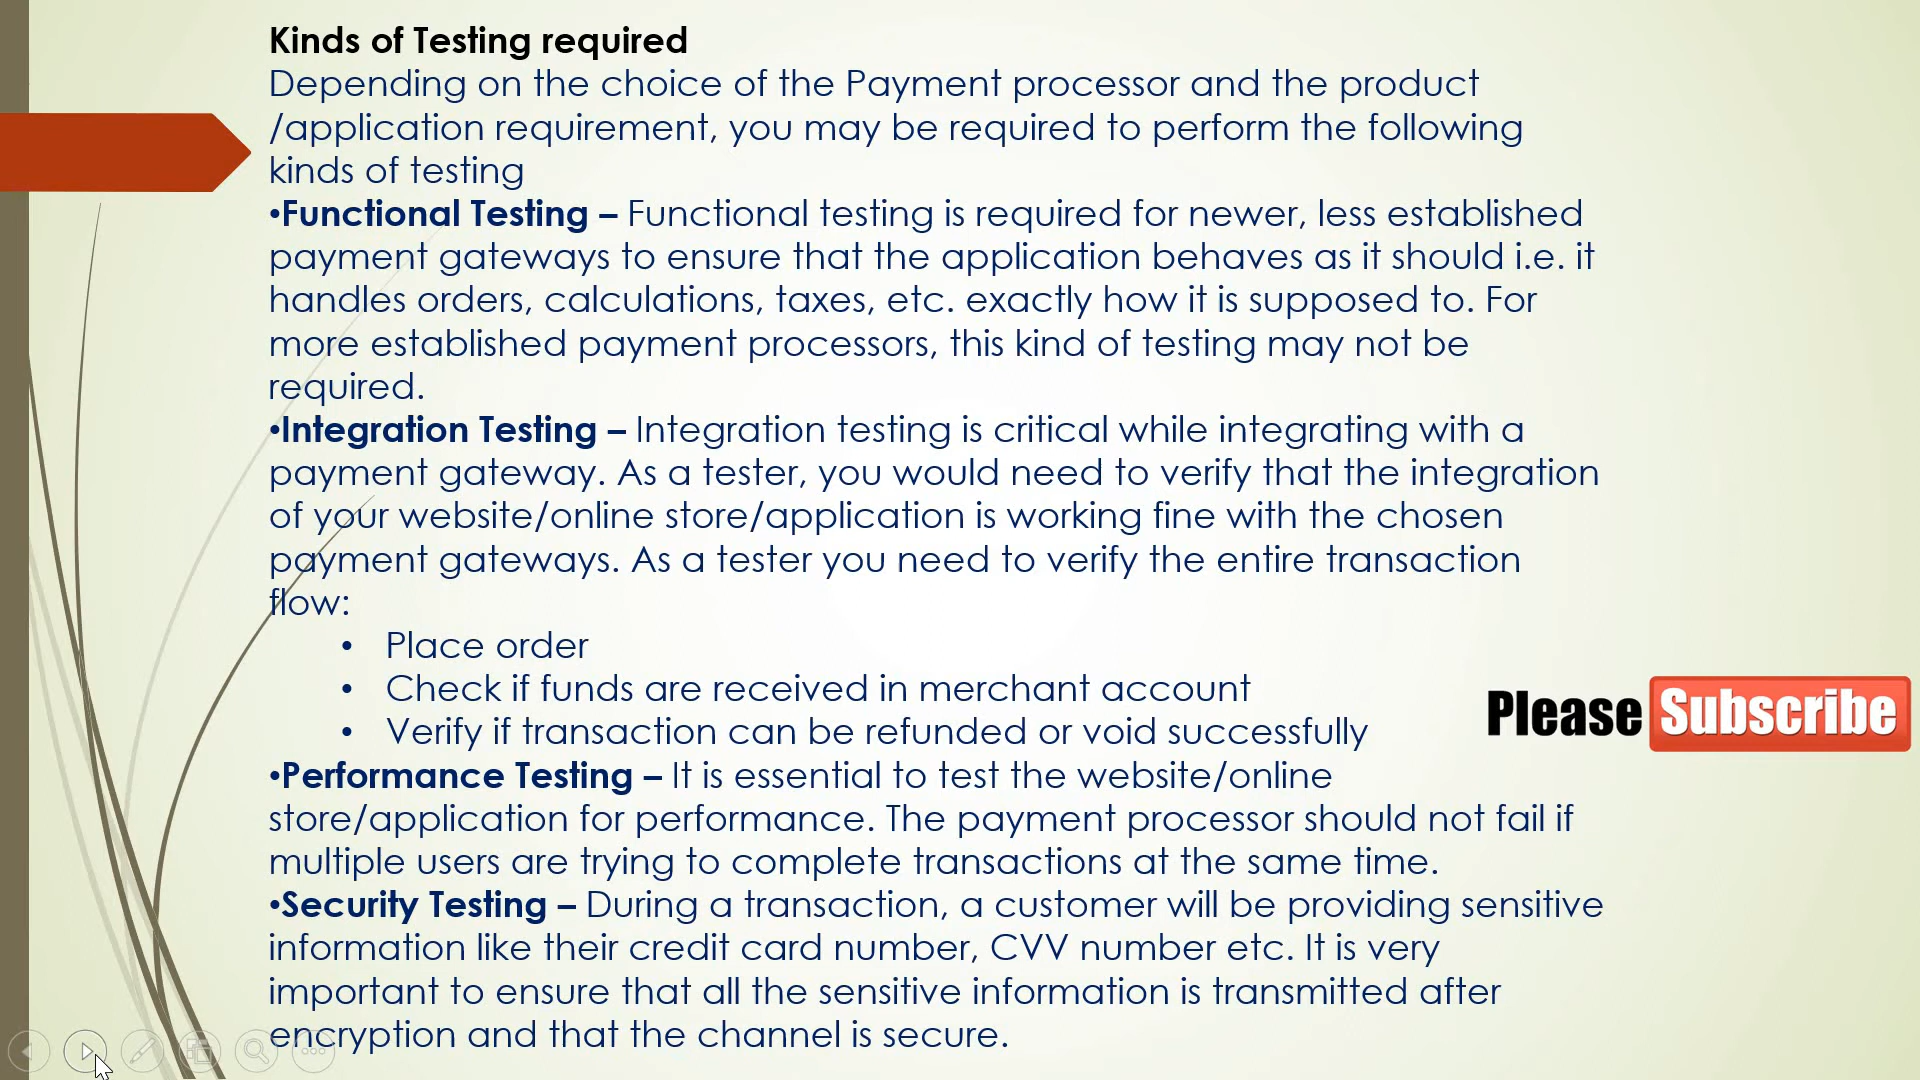 Kinds of Testing required
Depending on the choice of the Payment processor and the product
/application requirement, you may be required to perform the following
kinds of testing
•Functional Testing – Functional testing is required for newer, less established
payment gateways to ensure that the application behaves as it should i.e. it
handles orders, calculations, taxes, etc. exactly how it is supposed to. For
more established payment processors, this kind of testing may not be
required.
•Integration Testing – Integration testing is critical while integrating with a
payment gateway. As a tester, you would need to verify that the integration
of your website/online store/application is working fine with the chosen
payment gateways. As a tester you need to verify the entire transaction
flow:
• Place order
• Check if funds are received in merchant account
• Verify if transaction can be refunded or void successfully
Please Subscribe
•Performance Testing – It is essential to test the website/online
store/application for performance. The payment processor should not fail if
multiple users are trying to complete transactions at the same time.
•Security Testing – During a transaction, a customer will be providing sensitive
information like their credit card number, CVV number etc. It is very
important to ensure that all the sensitive information is transmitted after
encryption and that the channel is secure.